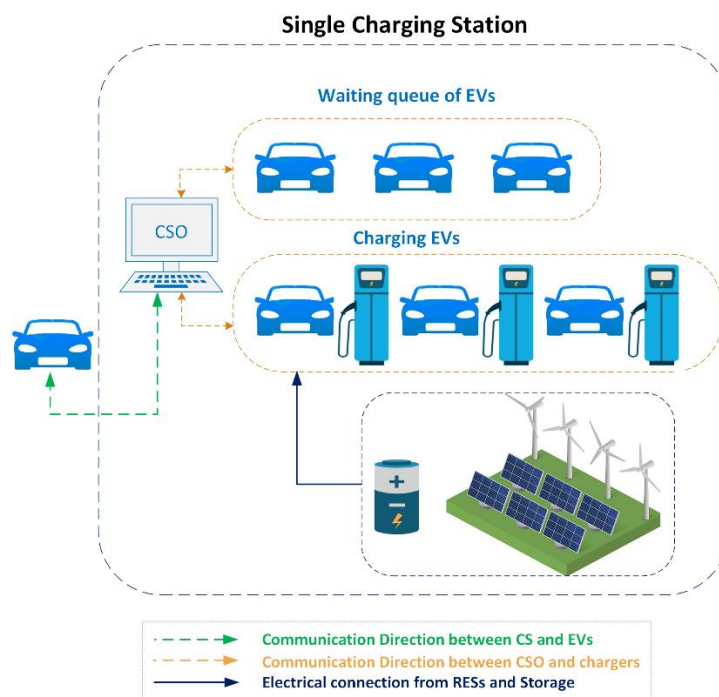 Single Charging Station
Waiting queue of EVs
CSO
Charging EVs
Communication Direction between CS and EVs
Communication Direction between CSO and chargers
Electrical connection from RESs and Storage